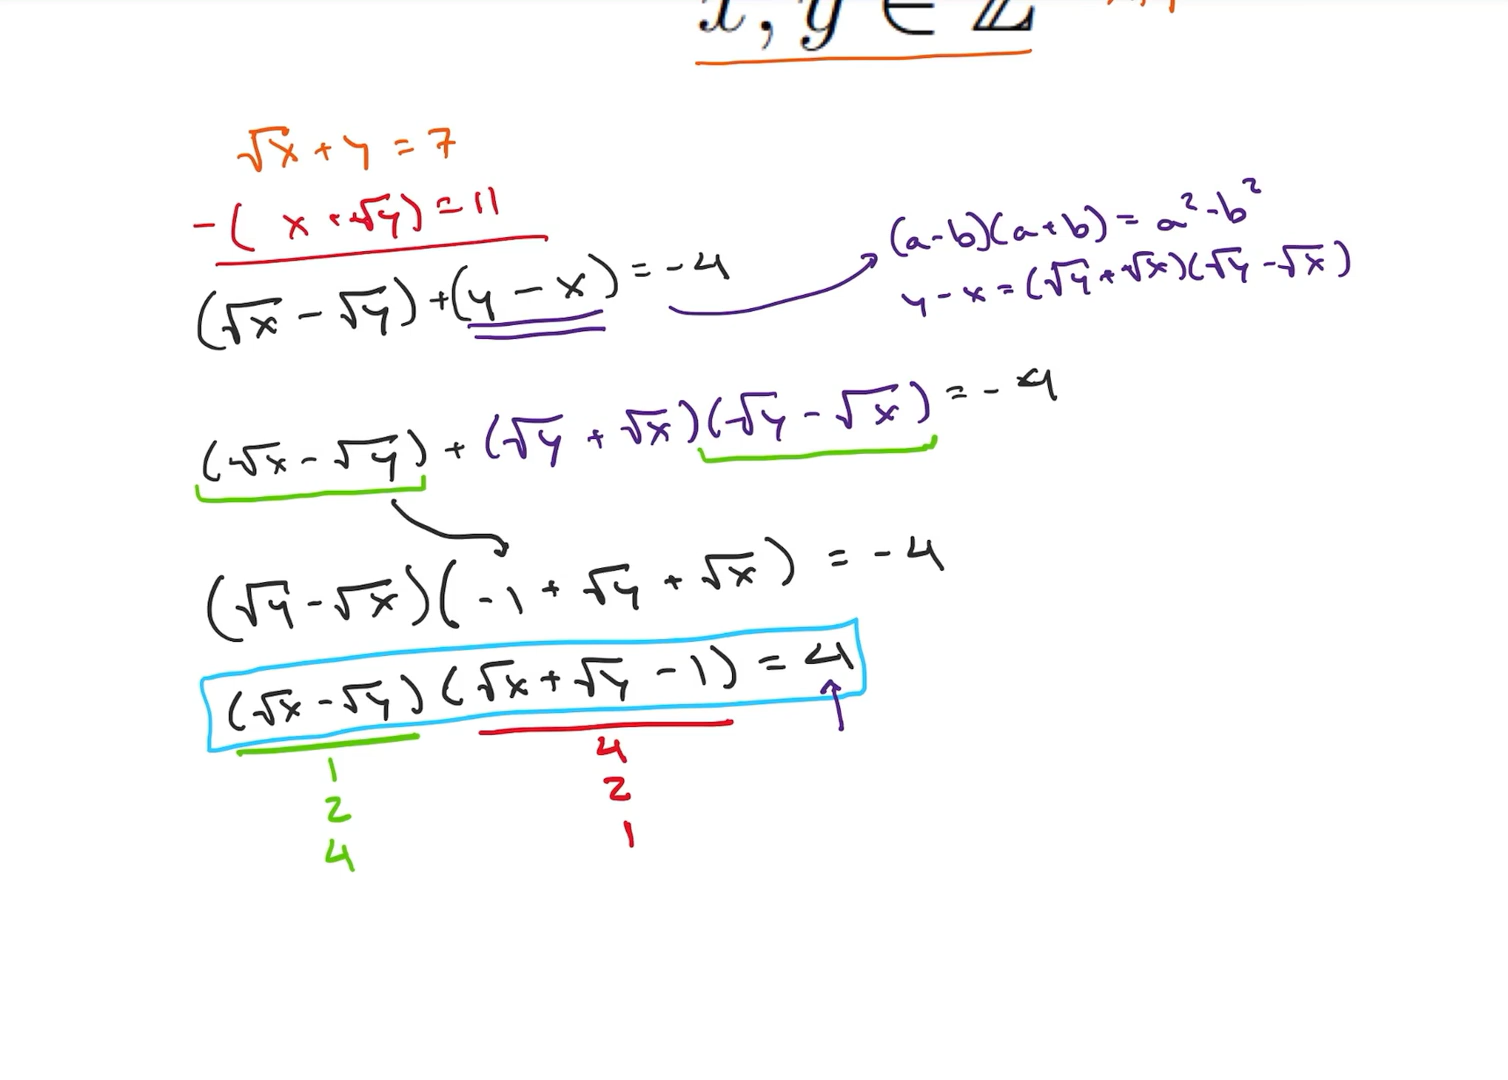 x, y ∈ ℤ
√x + y = 7
-( x + √y) = 11
(√x - √y) + (y - x) = -4
(a-b)(a+b) = a² - b²
y - x = (√y + √x)(√y - √x)
(√x - √y) + (√y + √x)(√y - √x) = -4
(√y - √x)(-1 + √y + √x) = -4
(√x - √y)(√x + √y - 1) = 4
1 4
2 2
4 1